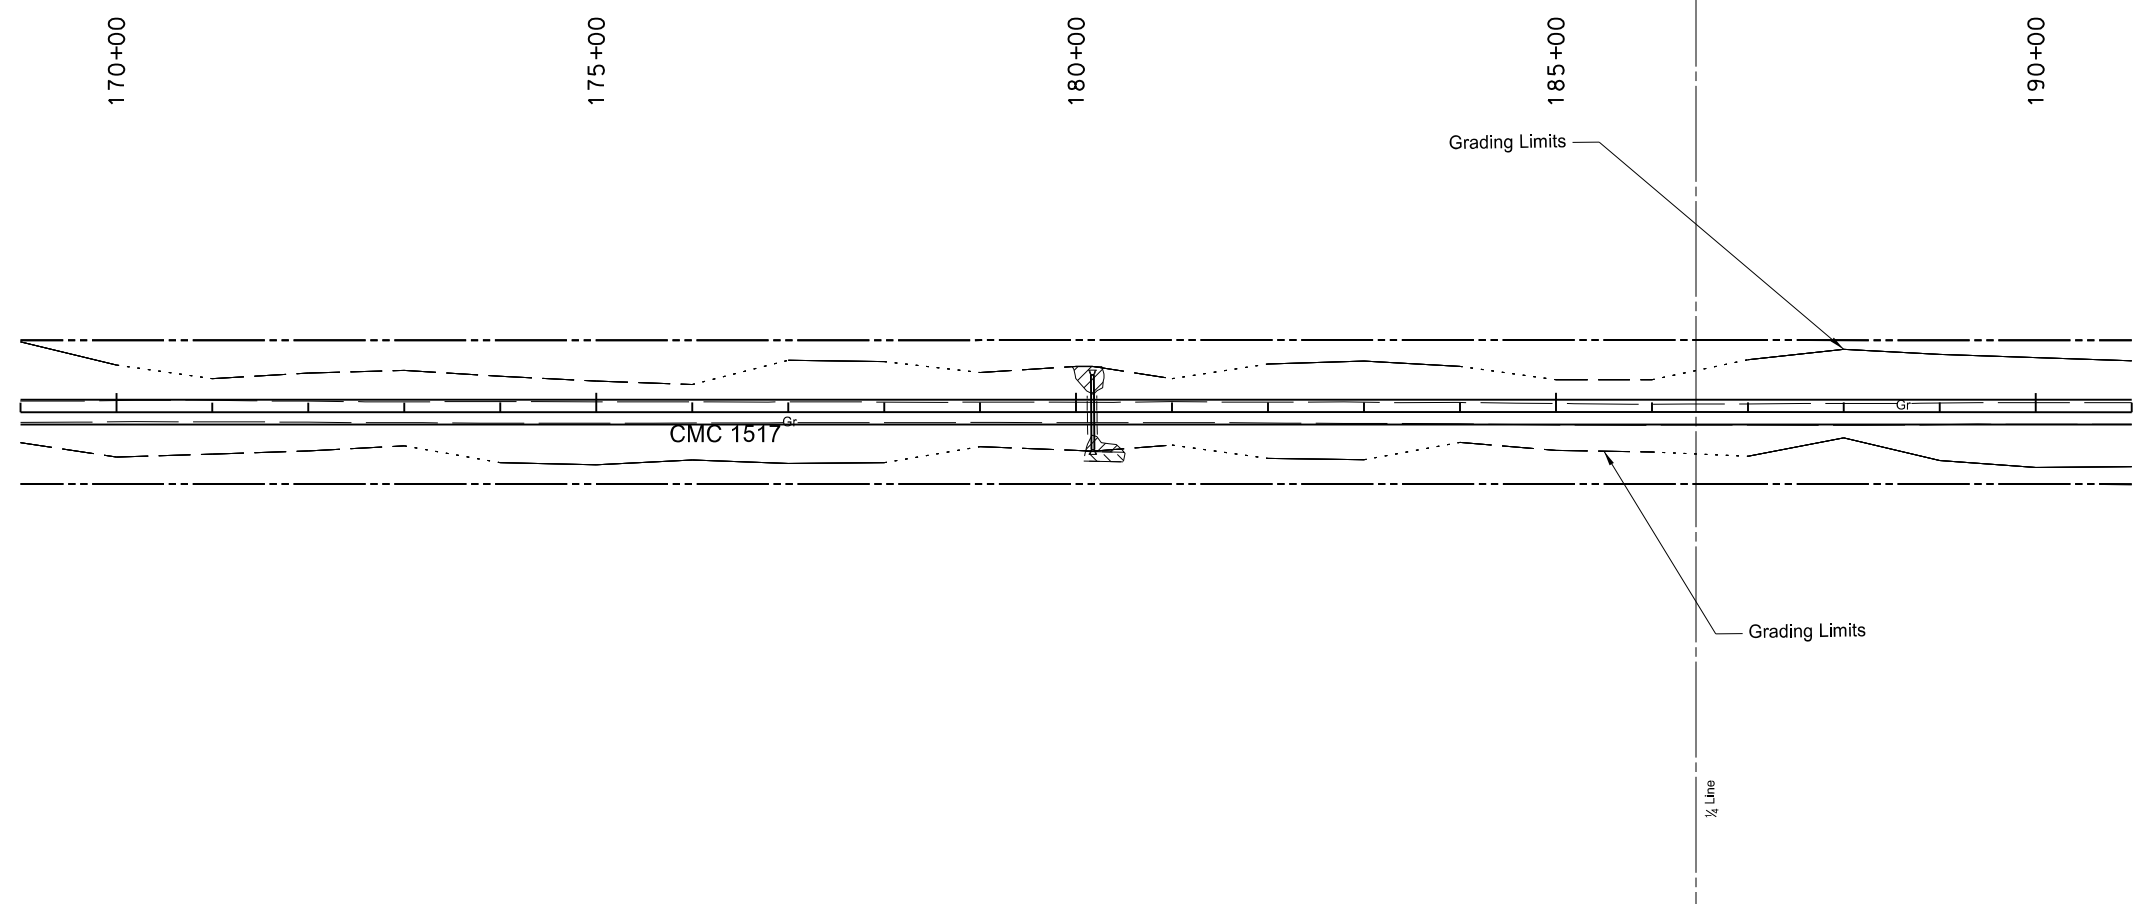 170+00
175+00
180+00
185+00
190+00
Grading Limits
Gr
Gr
CMC 1517
Grading Limits
¼ Line